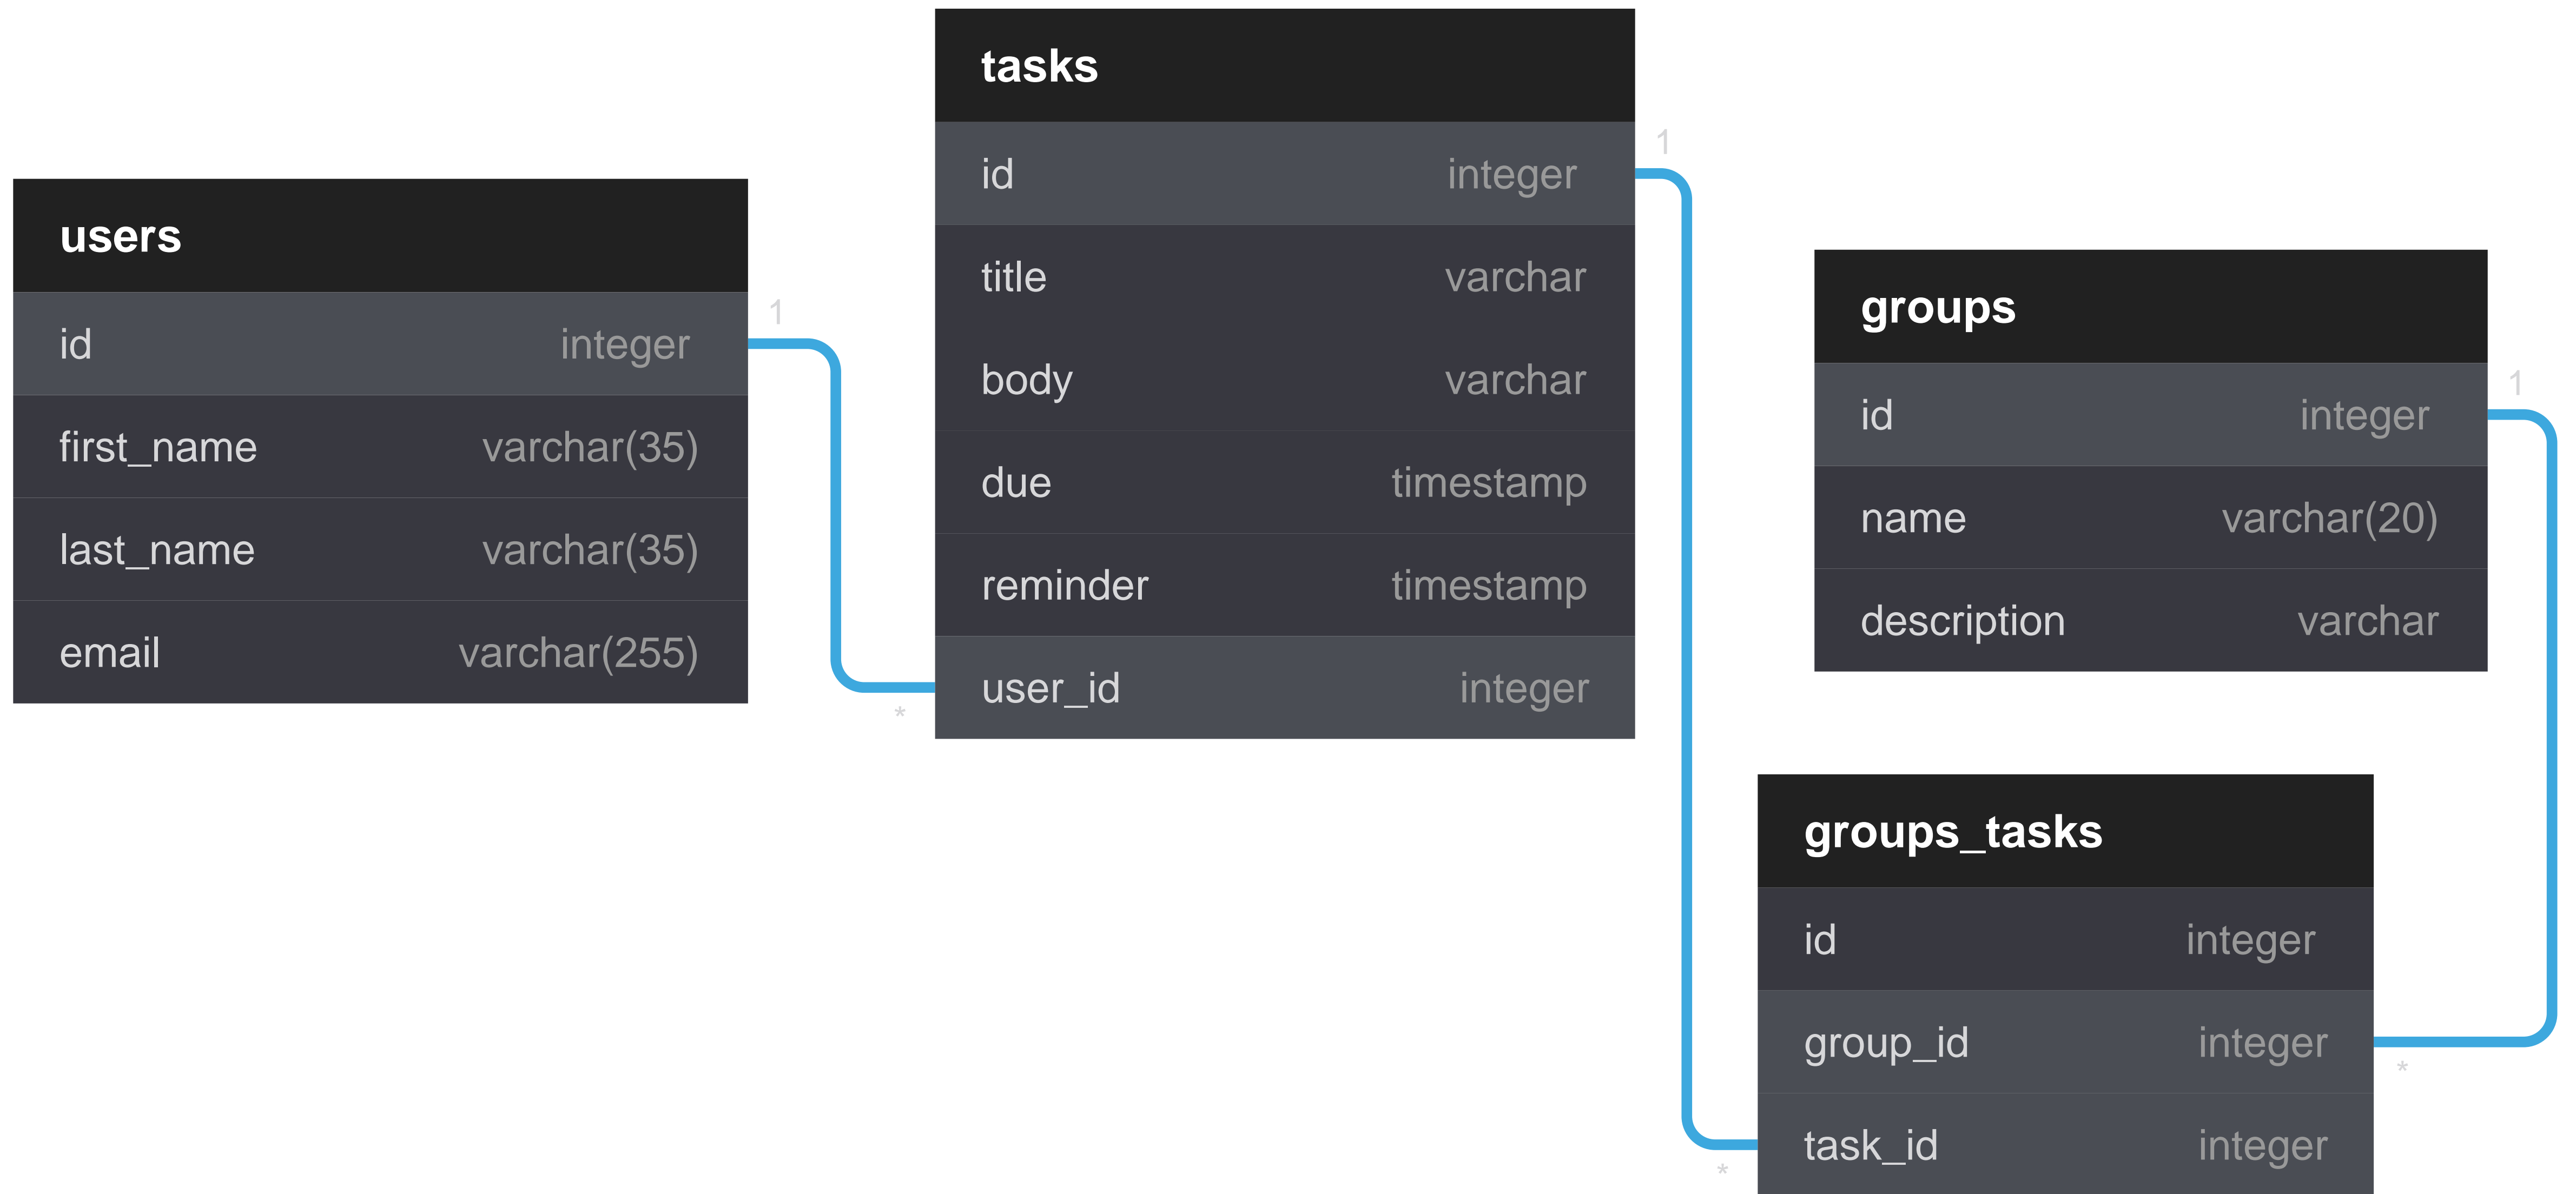 users
id integer
first_name varchar(35)
last_name varchar(35)
email varchar(255)
1
*
tasks
id integer
title varchar
body varchar
due timestamp
reminder timestamp
user_id integer
1
*
groups
id integer
name varchar(20)
description varchar
1
*
groups_tasks
id integer
group_id integer
task_id integer